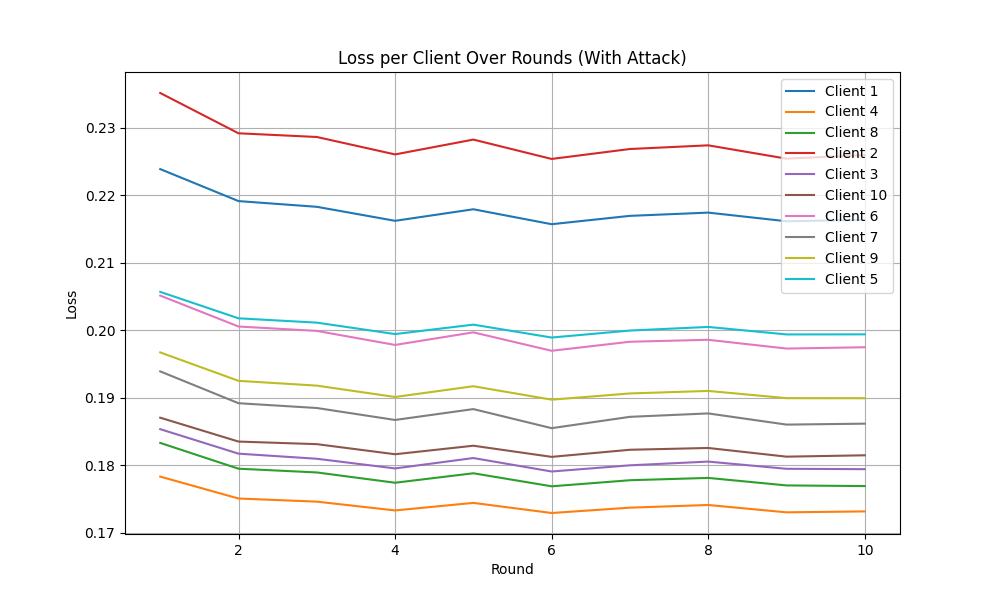 Loss per Client Over Rounds (With Attack)
Client 1
Client 4
Client 8
Client 2
Client 3
Client 10
Client 6
Client 7
Client 9
Client 5
Loss
0.23
0.22
0.21
0.20
0.19
0.18
0.17
2 4 6 8 10
Round